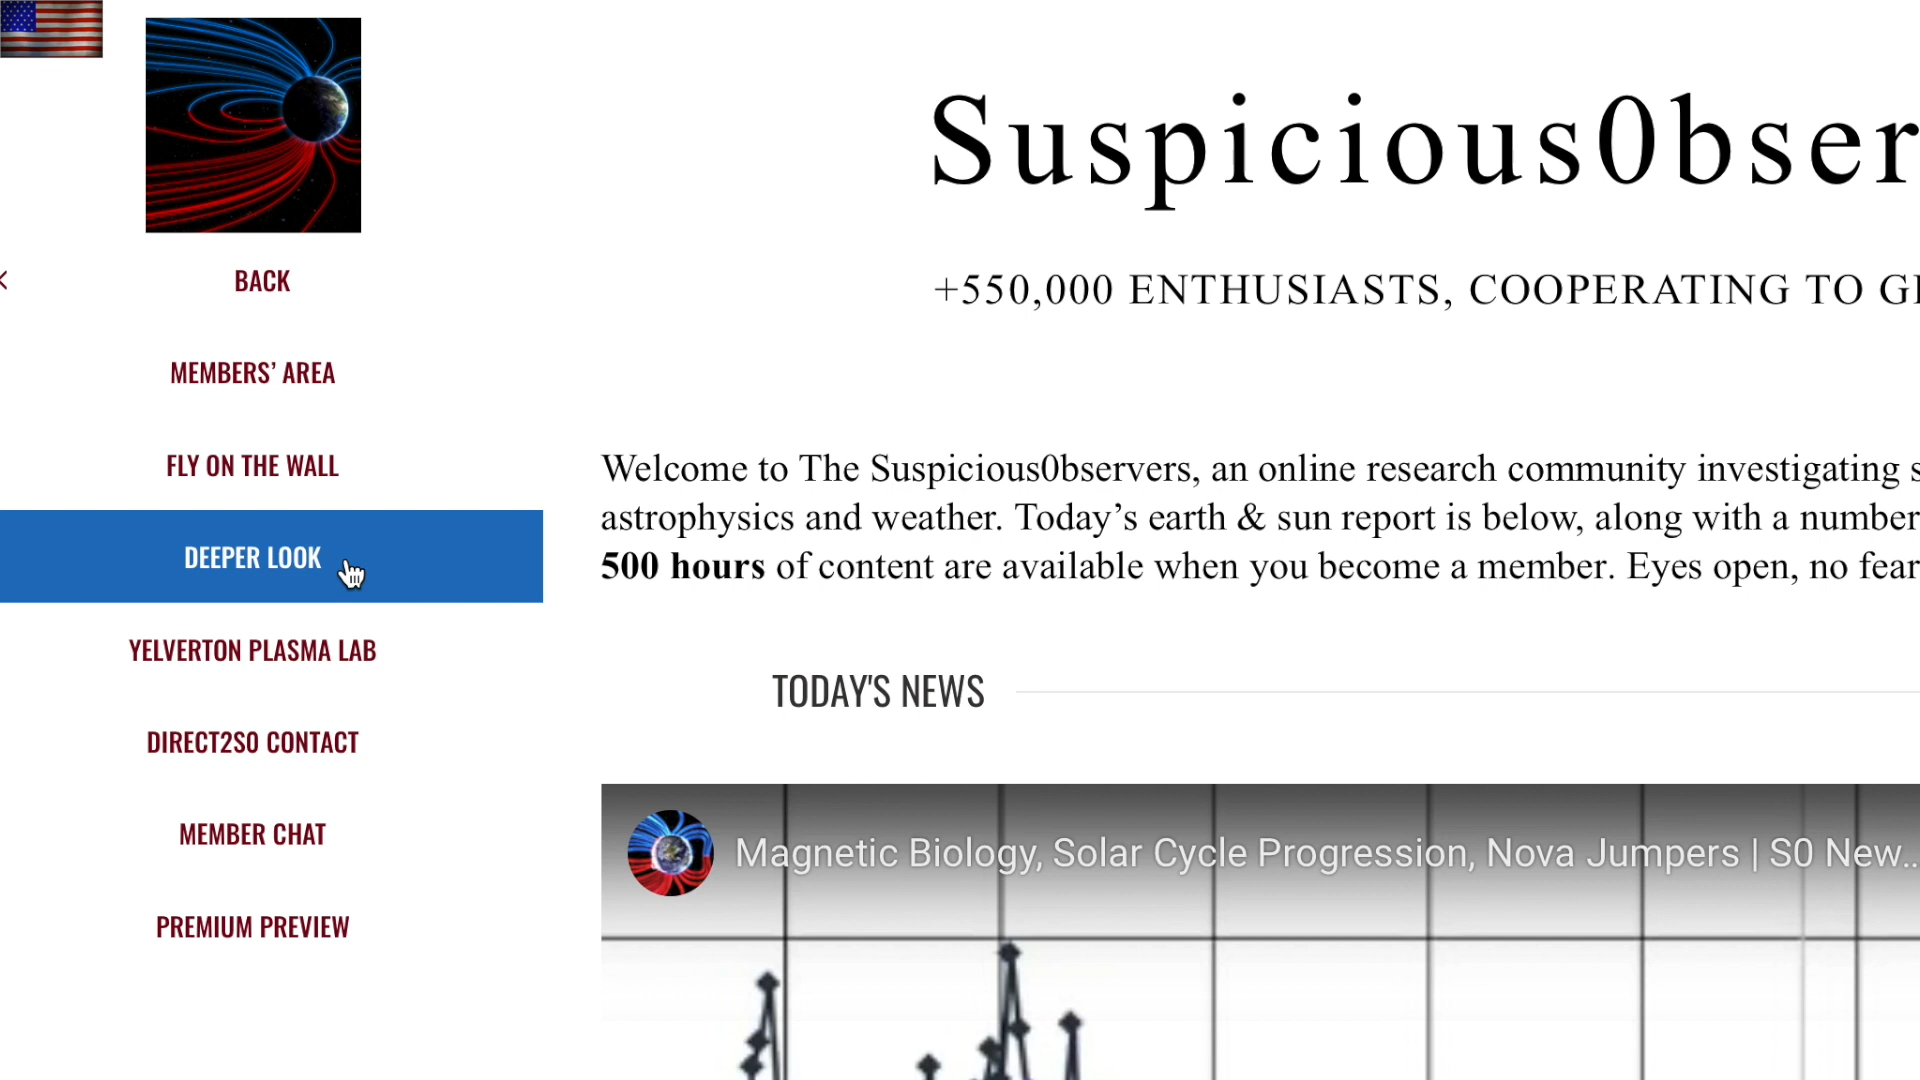 BACK
MEMBERS’ AREA
FLY ON THE WALL
DEEPER LOOK
YELVERTON PLASMA LAB
DIRECT2S0 CONTACT
MEMBER CHAT
PREMIUM PREVIEW
Suspicious0bser
+550,000 ENTHUSIASTS, COOPERATING TO
Welcome to The Suspicious0bservers, an online research community investigating s
astrophysics and weather. Today’s earth & sun report is below, along with a number
500 hours of content are available when you become a member. Eyes open, no fear
TODAY'S NEWS
Magnetic Biology, Solar Cycle Progression, Nova Jumpers | S0 New...